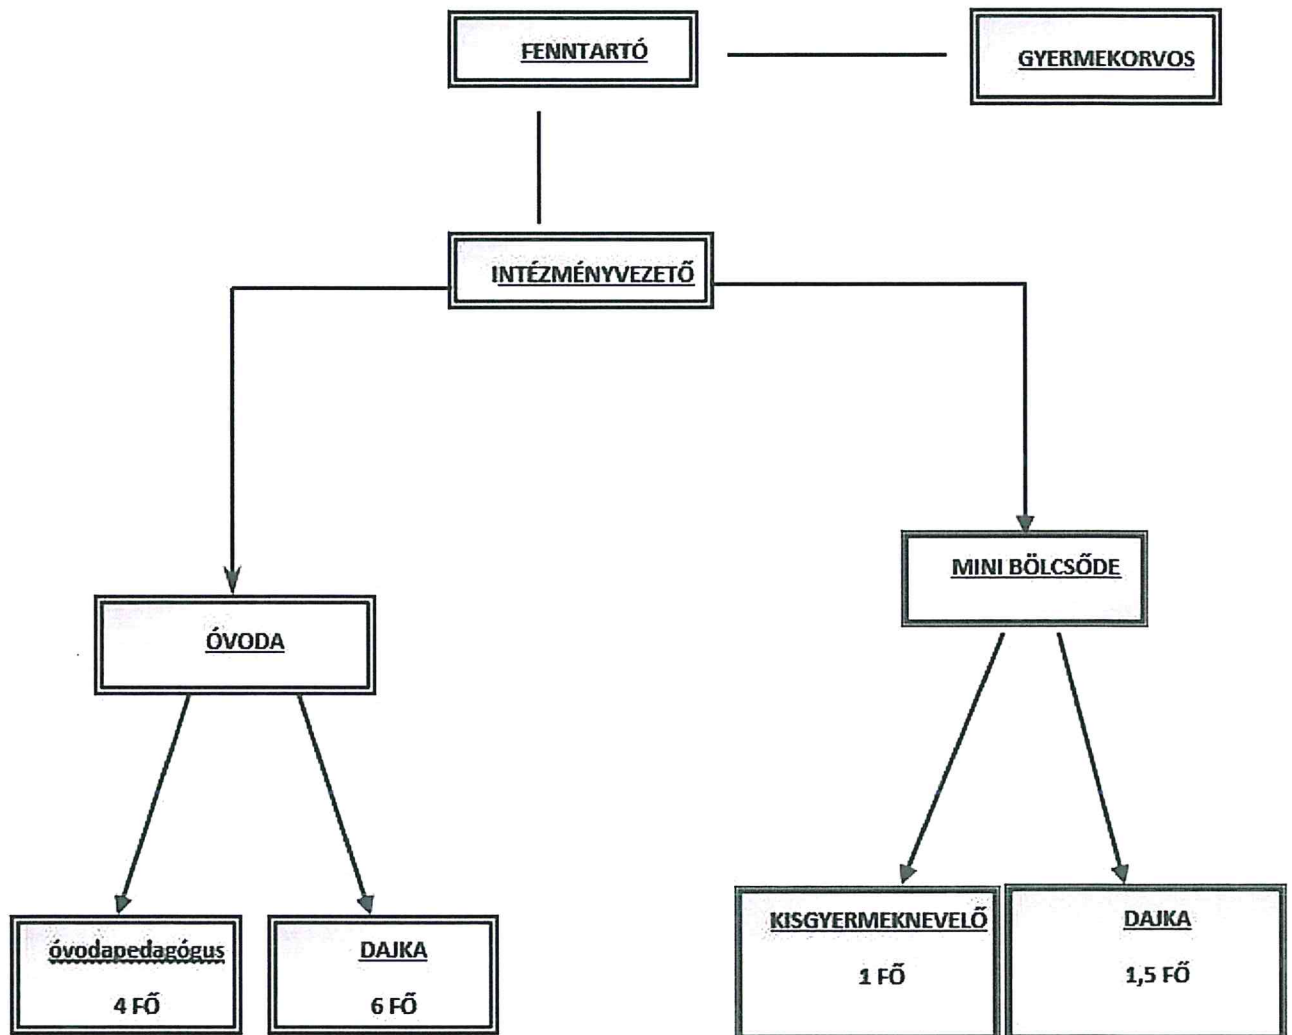 FENNTARTÓ
GYERMEKORVOS
INTÉZMÉNYVEZETŐ
MINI BÖLCSŐDE
ÓVODA
óvodapedagógus
4 FŐ
DAJKA
6 FŐ
KISGYERMEKNEVELŐ
1 FŐ
DAJKA
1,5 FŐ